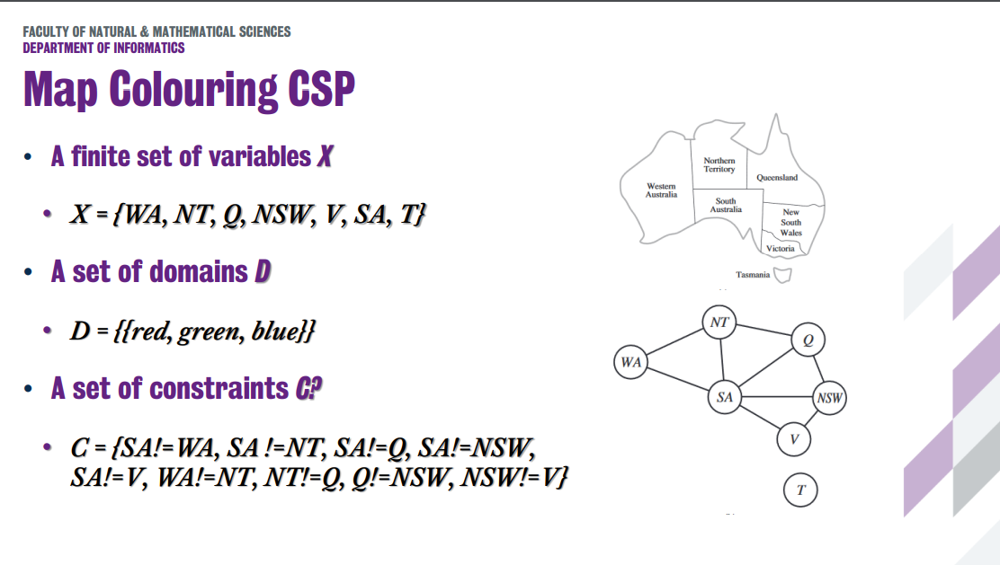 FACULTY OF NATURAL & MATHEMATICAL SCIENCES
DEPARTMENT OF INFORMATICS
Map Colouring CSP
• A finite set of variables X
• X = {WA, NT, Q, NSW, V, SA, T}
• A set of domains D
• D = {{red, green, blue}}
• A set of constraints C?
• C = {SA!=WA, SA !=NT, SA!=Q, SA!=NSW,
SA!=V, WA!=NT, NT!=Q, Q!=NSW, NSW!=V}
Northern
Territory
Western
Australia
Queensland
South
Australia
New
South
Wales
Victoria
Tasmania
NT
Q
WA
SA
NSW
V
T